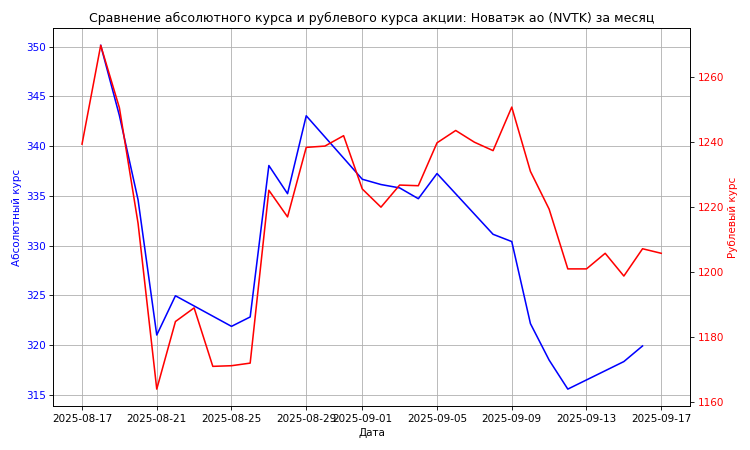 Сравнение абсолютного курса и рублевого курса акции: Новатэк ао (NVTK) за месяц
Абсолютный курс
350
345
340
335
330
325
320
315
1260
1240
1220
1200
1180
1160
Рублевый курс
2025-08-17 2025-08-21 2025-08-25 2025-08-29 2025-09-01 2025-09-05 2025-09-09 2025-09-13 2025-09-17
Дата